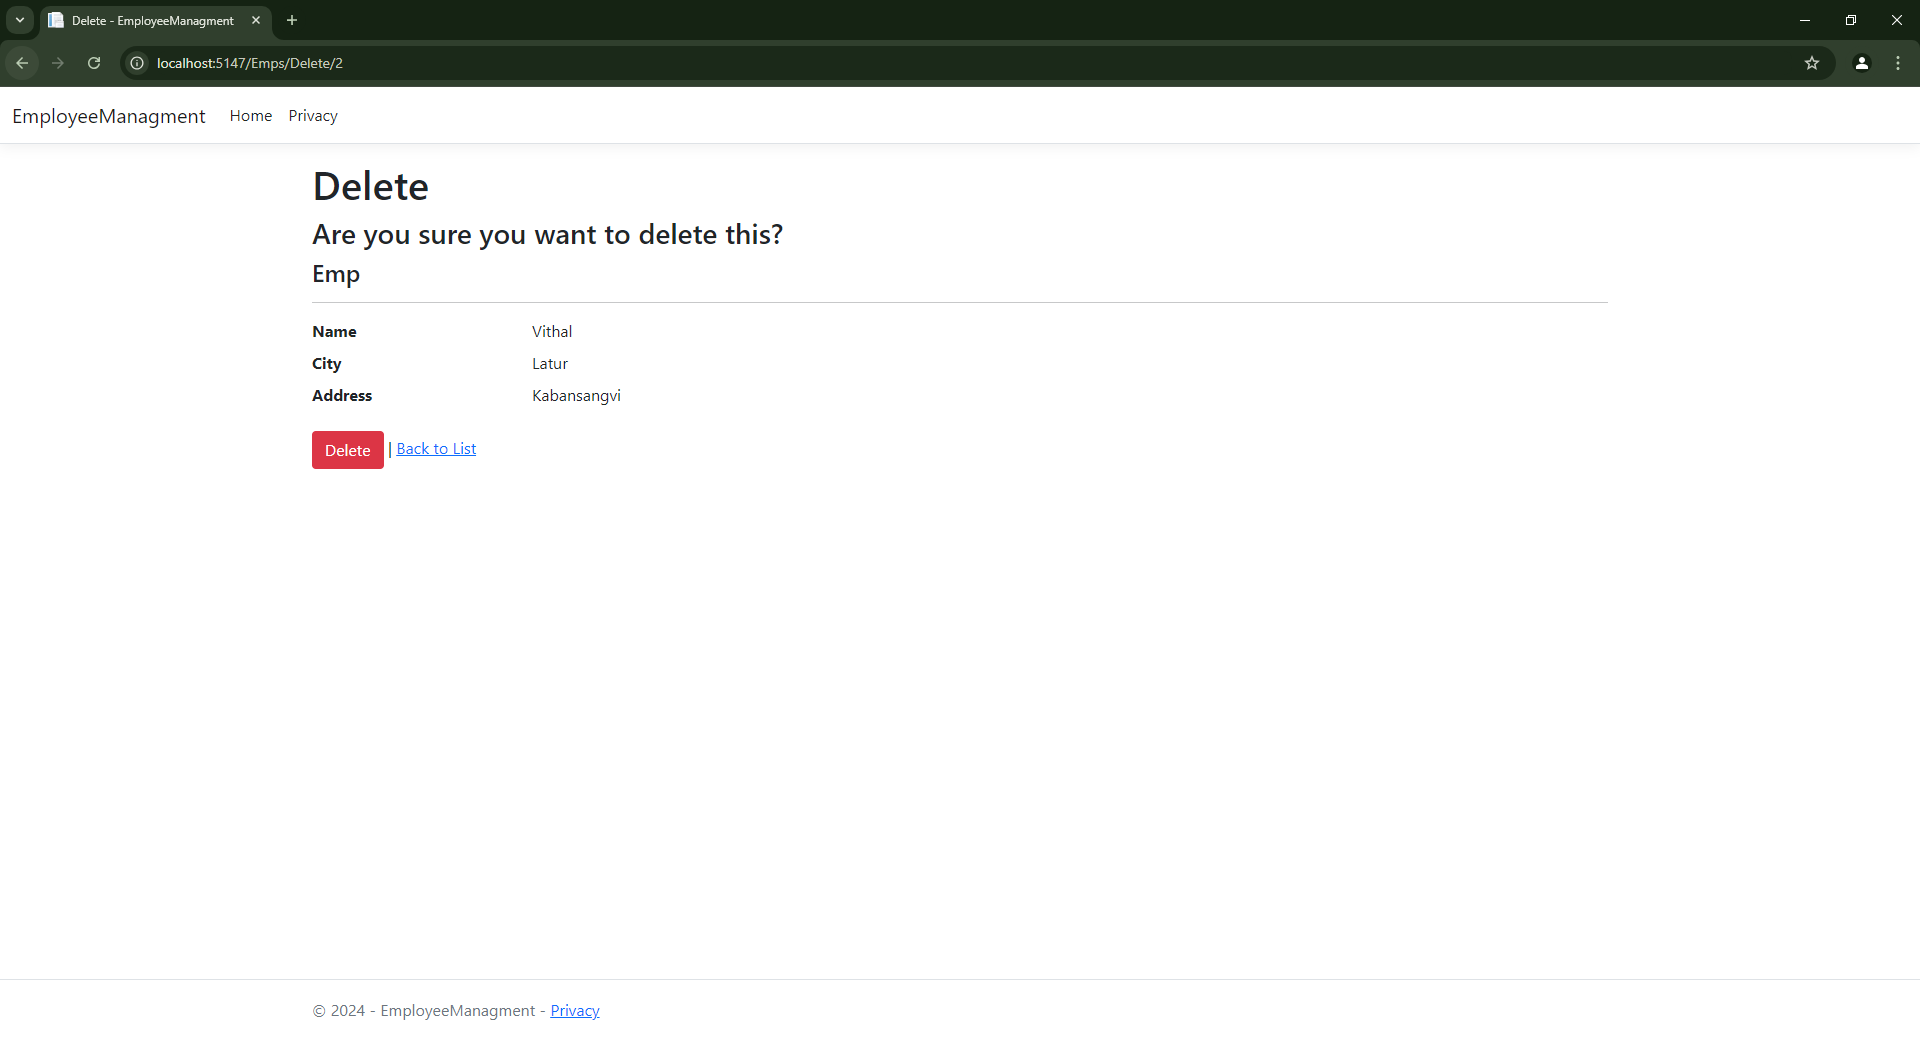 Delete - EmployeeManagment
localhost:5147/Emps/Delete/2
EmployeeManagment Home Privacy
Delete
Are you sure you want to delete this?
Emp
Name Vithal
City Latur
Address Kabansangvi
Delete | Back to List
© 2024 - EmployeeManagment - Privacy